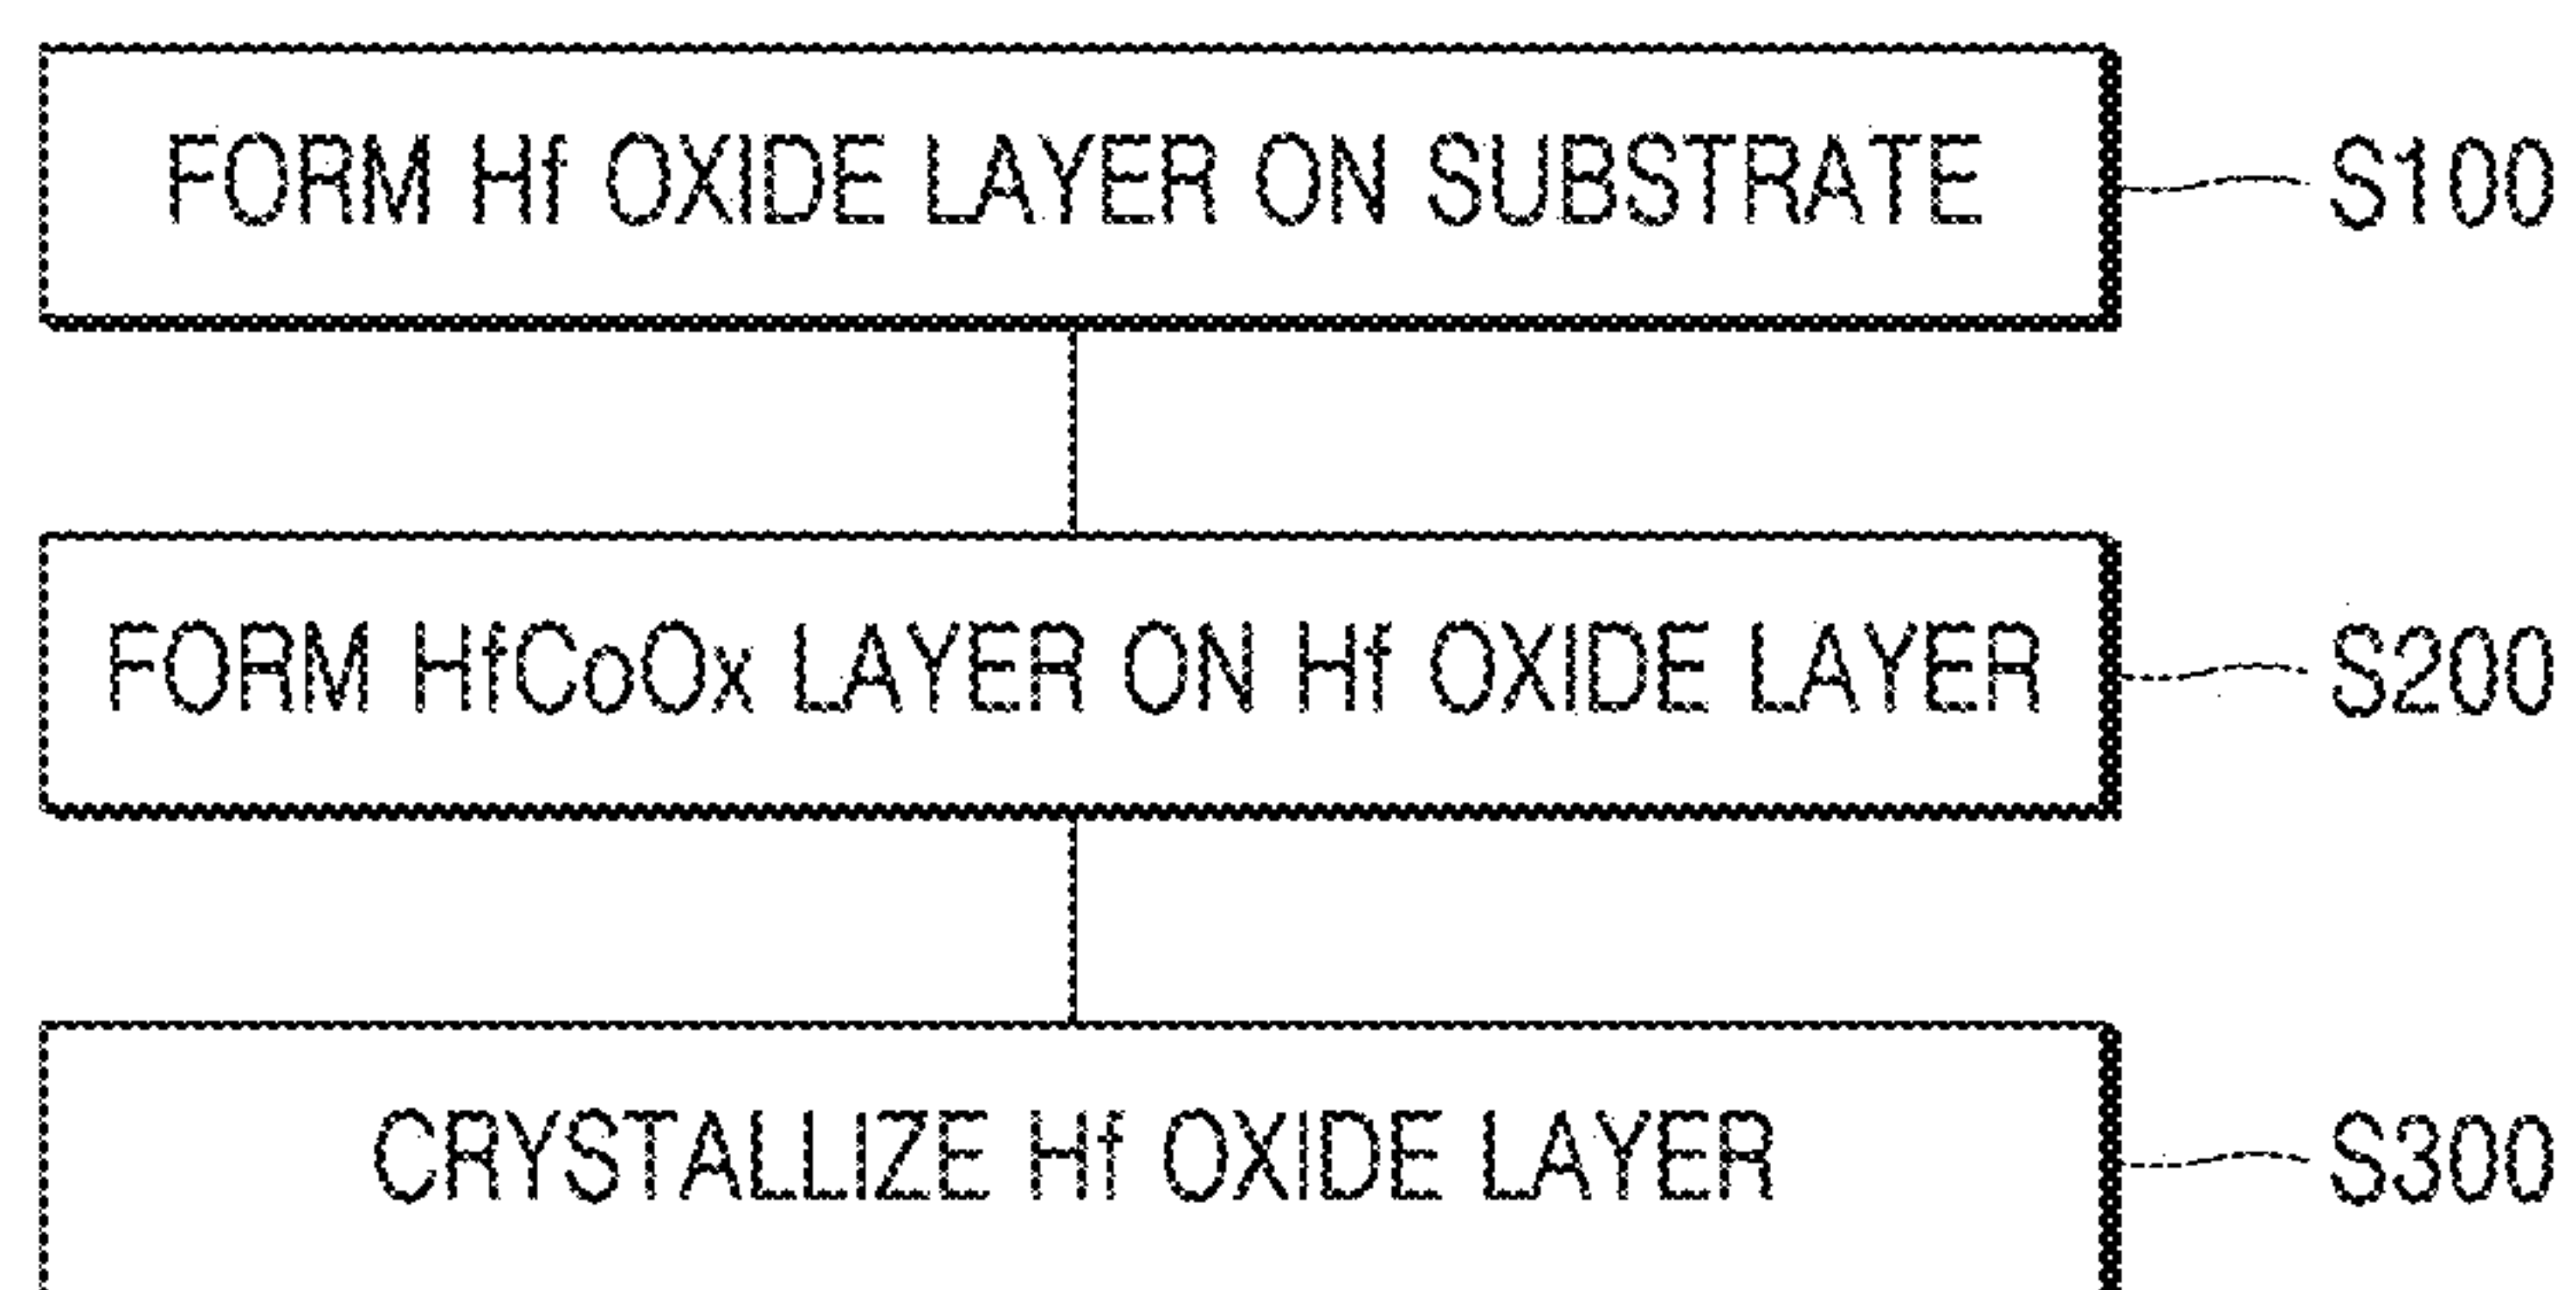 FORM Hf OXIDE LAYER ON SUBSTRATE S100
FORM HfCoOx LAYER ON Hf OXIDE LAYER S200
CRYSTALLIZE Hf OXIDE LAYER S300